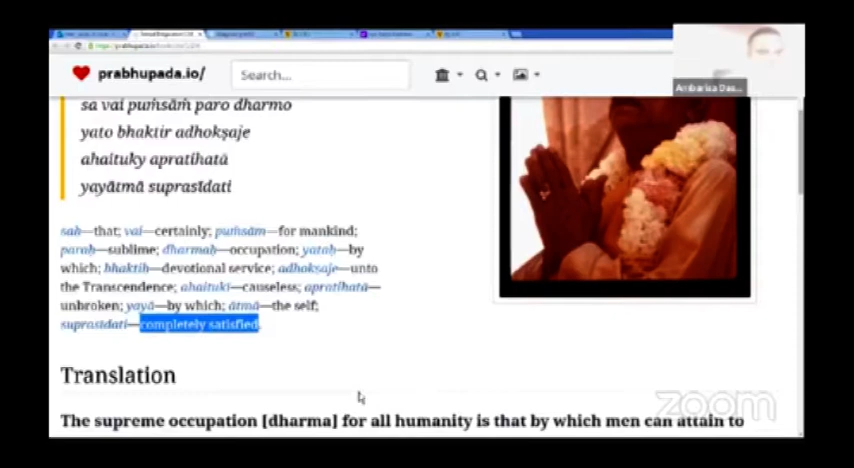 prabhupada.io/
Search...
Ambarisa Das...
sa vai puṁsāṁ paro dharmo
yato bhaktir adhokṣaje
ahaituky apratihatā
yayātmā suprasīdati
saḥ—that; vai—certainly; puṁsām—for mankind;
paraḥ—sublime; dharmaḥ—occupation; yataḥ—by
which; bhaktiḥ—devotional service; adhokṣaje—unto
the Transcendence; ahaitukī—causeless; apratihatā—
unbroken; yayā—by which; ātmā—the self;
suprasīdati—completely satisfied.
Translation
zoom
The supreme occupation [dharma] for all humanity is that by which men can attain to